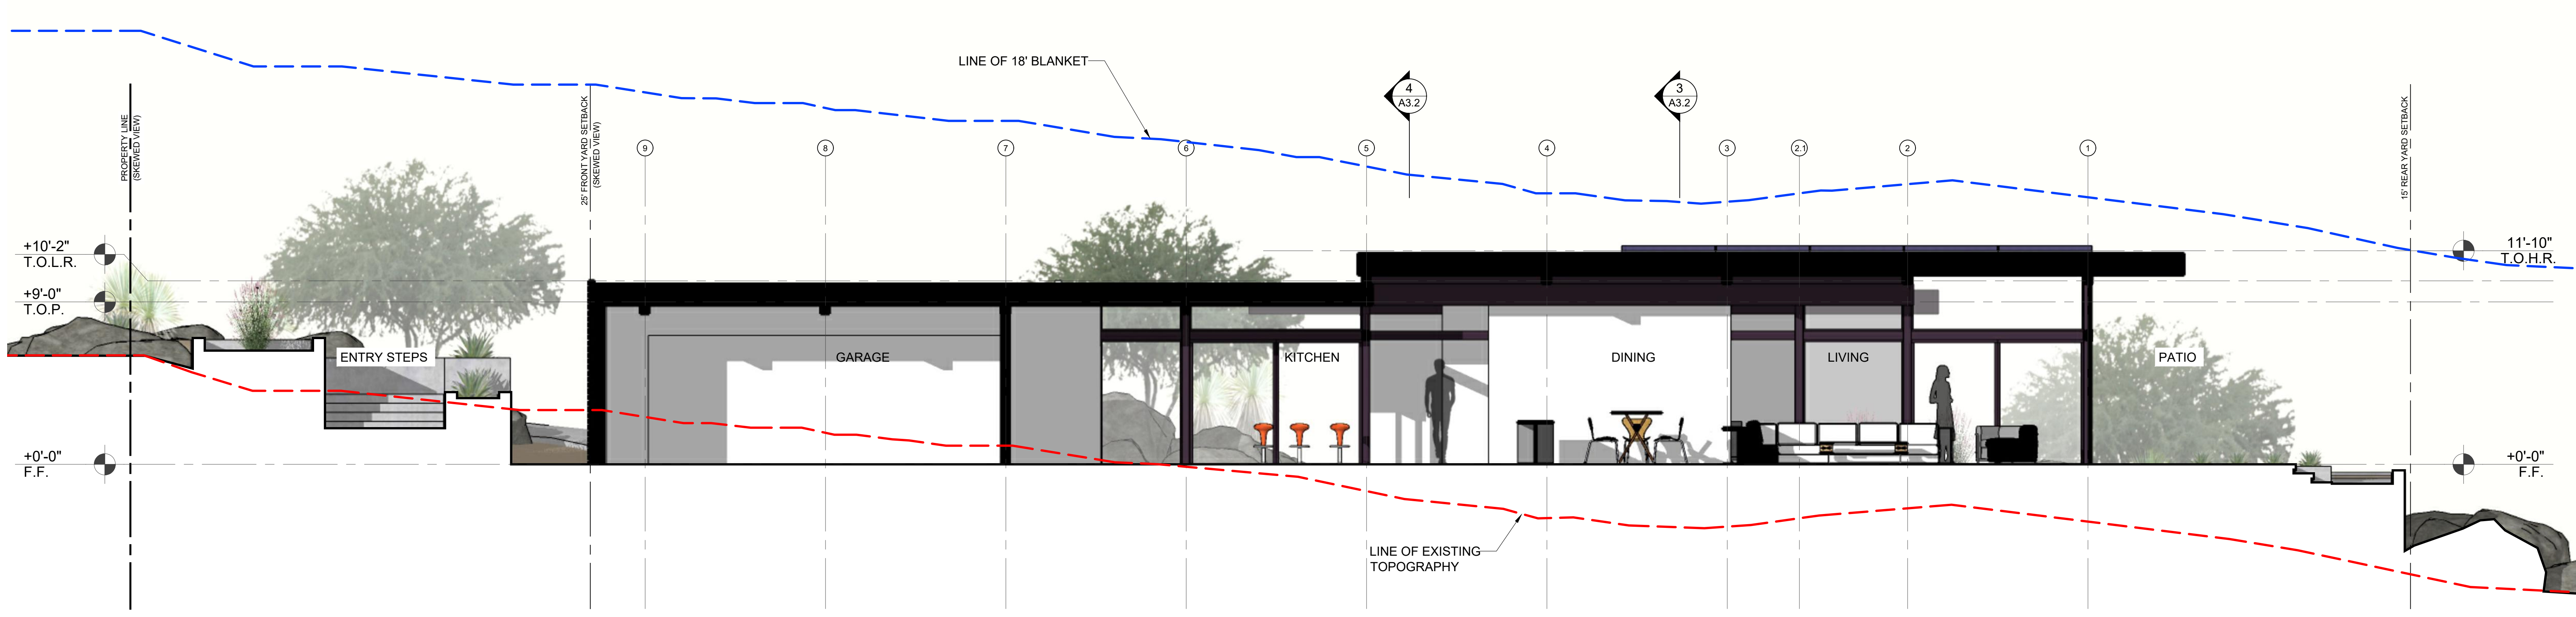 LINE OF 18' BLANKET
4
A3.2
3
A3.2
PROPERTY LINE
(SKEWED VIEW)
25' FRONT YARD SETBACK
(SKEWED VIEW)
15' REAR YARD SETBACK
9
8
7
6
5
4
3
2.1
2
1
+10'-2"
T.O.L.R.
+9'-0"
T.O.P.
+0'-0"
F.F.
11'-10"
T.O.H.R.
+0'-0"
F.F.
ENTRY STEPS
GARAGE
KITCHEN
DINING
LIVING
PATIO
LINE OF EXISTING
TOPOGRAPHY